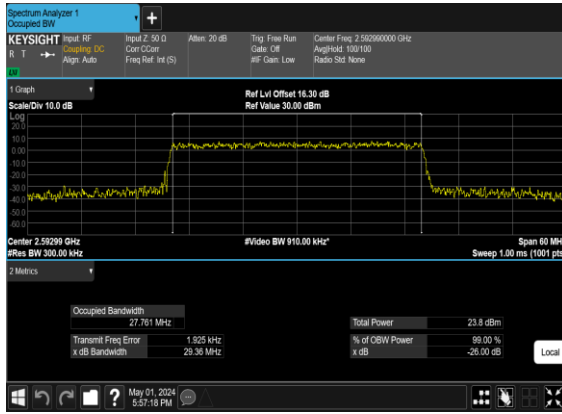 Spectrum Analyzer 1
Occupied BW
KEYSIGHT
R T
LXI
Input: RF
Coupling: DC
Align: Auto
Input Z: 50 Ω
Corr CCorr
Freq Ref: Int (S)
Atten: 20 dB
Trig: Free Run
Gate: Off
#IF Gain: Low
Center Freq: 2.592990000 GHz
Avg|Hold: 100/100
Radio Std: None
1 Graph
Scale/Div 10.0 dB
Ref Lvl Offset 16.30 dB
Ref Value 30.00 dBm
Log
20.0
10.0
0.00
-10.0
-20.0
-30.0
-40.0
-50.0
-60.0
Center 2.59299 GHz
#Res BW 300.00 kHz
#Video BW 910.00 kHz*
Span 60 MH
Sweep 1.00 ms (1001 pts
2 Metrics
Occupied Bandwidth
27.761 MHz
Total Power 23.8 dBm
Transmit Freq Error 1.925 kHz
% of OBW Power 99.00 %
x dB Bandwidth 29.36 MHz
x dB -26.00 dB
Local
?
May 01, 2024
5:57:18 PM